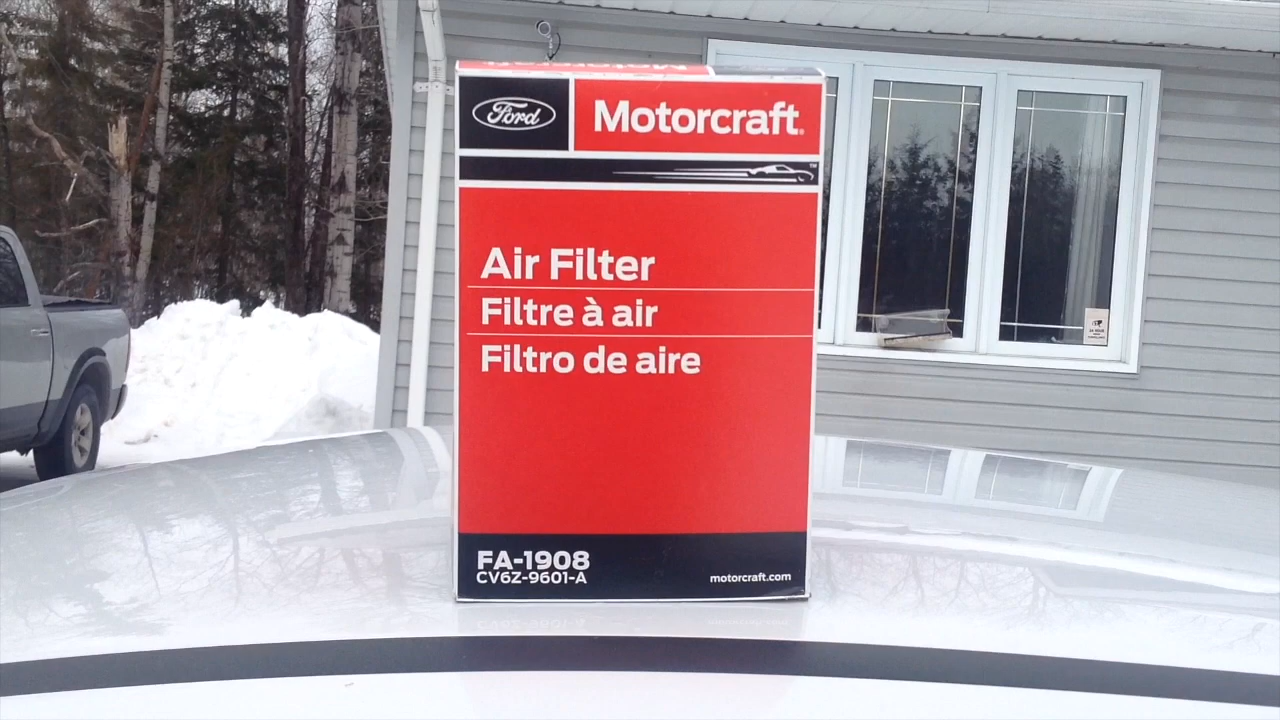 Ford
Motorcraft
Air Filter
Filtre à air
Filtro de aire
FA-1908
CV6Z-9601-A
motorcraft.com